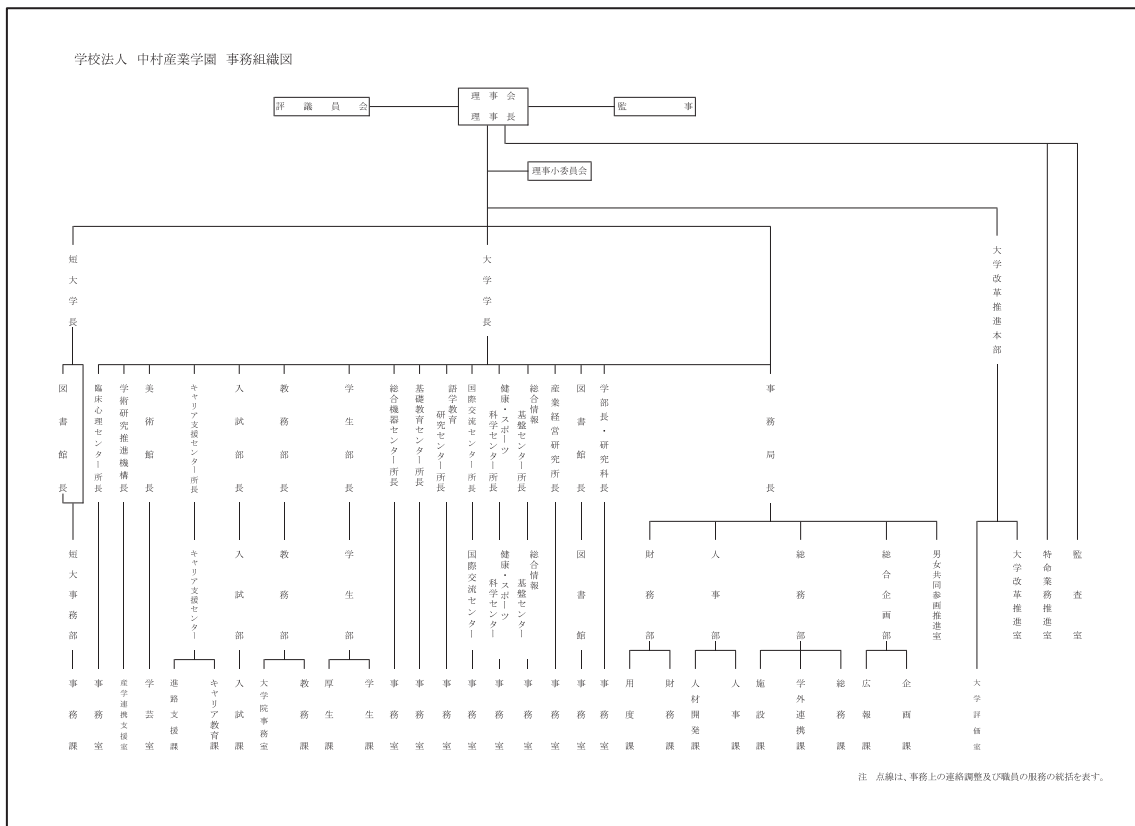 学校法人 中村産業学園 事務組織図
評議員会
理事会
理事長
監事
理事小委員会
短大学長
大学学長
大学改革推進本部
図書館長
臨床心理センター所長
学術研究推進機構長
美術館長
キャリア支援センター所長
入試部長
教務部長
学生部長
総合機器センター所長
基礎教育センター所長
語学教育
研究センター所長
国際交流センター所長
健康・スポーツ
科学センター所長
総合情報
基盤センター所長
産業経営研究所長
図書館長
学部長・研究科長
事務局長
短大事務部
キャリア支援センター
入試部
教務部
学生部
国際交流センター
健康・スポーツ
科学センター
総合情報
基盤センター
図書館
財務部
人事部
総務部
総合企画部
男女共同参画推進室
大学改革推進室
特命業務推進室
監査室
事務課
事務室
産学連携支援室
学芸室
進路支援課
キャリア教育課
入試課
大学院事務室
教務課
厚生課
学生課
事務室
事務室
事務室
事務室
事務室
事務室
事務室
事務室
事務室
用度課
財務課
人材開発課
人事課
施設課
学外連携課
総務課
広報課
企画課
大学評価室
注 点線は、事務上の連絡調整及び職員の服務の統括を表す。